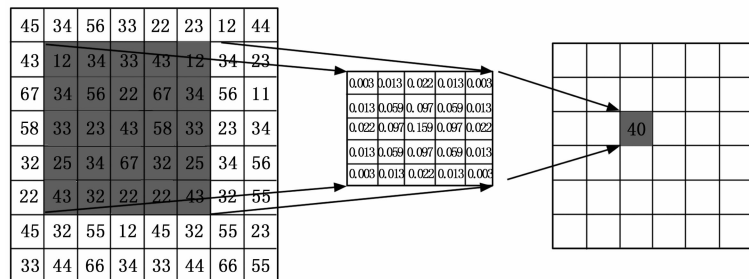 45 34 56 33 22 23 12 44
43 12 34 33 43 12 34 23
67 34 56 22 67 34 56 11
58 33 23 43 58 33 23 34
32 25 34 67 32 25 34 56
22 43 32 22 22 43 32 55
45 32 55 12 45 32 55 23
33 44 66 34 33 44 66 55
0.003 0.013 0.022 0.013 0.003
0.013 0.059 0.097 0.059 0.013
0.022 0.097 0.159 0.097 0.022
0.013 0.059 0.097 0.059 0.013
0.003 0.013 0.022 0.013 0.003
40